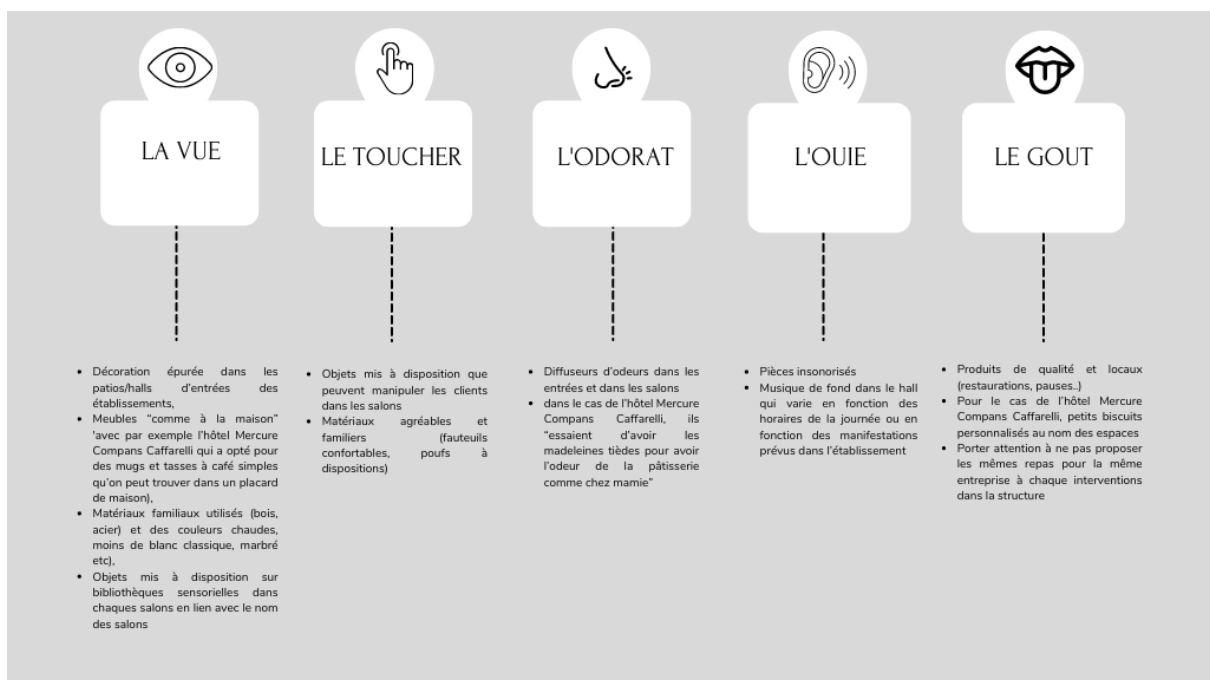 LA VUE
LE TOUCHER
L'ODORAT
L'OUIE
LE GOUT
• Décoration épurée dans les
patios/halls d'entrées des
établissements,
• Meubles “comme à la maison”
'avec par exemple l'hôtel Mercure
Compans Caffarelli qui a opté pour
des mugs et tasses à café simples
qu'on peut trouver dans un placard
de maison),
• Matériaux familiaux utilisés (bois,
acier) et des couleurs chaudes,
moins de blanc classique, marbré
etc),
• Objets mis à disposition sur
bibliothèques sensorielles dans
chaques salons en lien avec le nom
des salons
• Objets mis à disposition que
peuvent manipuler les clients
dans les salons
• Matériaux agréables et
familiers (fauteuils
confortables, poufs à
dispositions)
• Diffuseurs d'odeurs dans les
entrées et dans les salons
• dans le cas de l'hôtel Mercure
Compans Caffarelli, ils
“essaient d'avoir les
madeleines tièdes pour avoir
l'odeur de la pâtisserie
comme chez mamie”
• Pièces insonorisés
• Musique de fond dans le hall
qui varie en fonction des
horaires de la journée ou en
fonction des manifestations
prévus dans l'établissement
• Produits de qualité et locaux
(restaurations, pauses..)
• Pour le cas de l'hôtel Mercure
Compans Caffarelli, petits biscuits
personnalisés au nom des espaces
• Porter attention à ne pas proposer
les mêmes repas pour la même
entreprise à chaque interventions
dans la structure